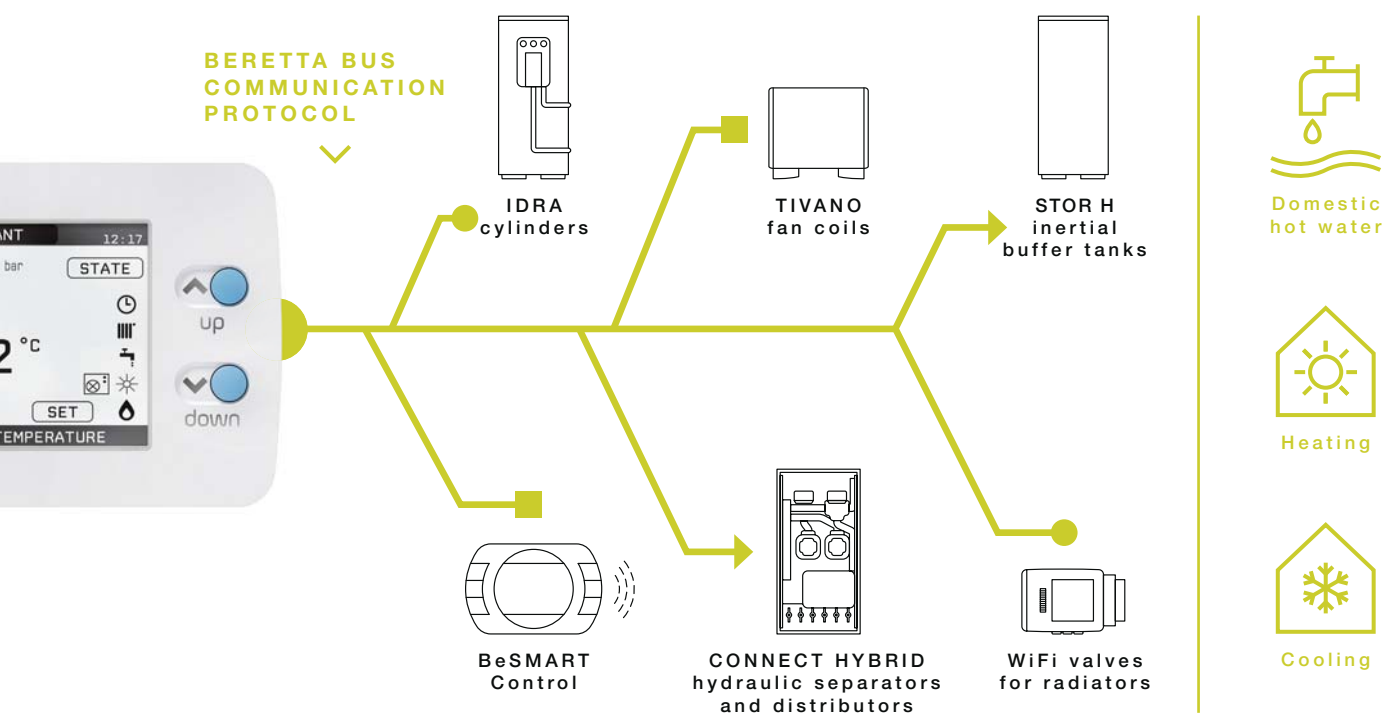 BERETTA BUS
COMMUNICATION
PROTOCOL
ANT 12:17
bar STATE
2 °C
SET
TEMPERATURE
up
down
IDRA
cylinders
TIVANO
fan coils
STOR H
inertial
buffer tanks
BeSMART
Control
CONNECT HYBRID
hydraulic separators
and distributors
WiFi valves
for radiators
Domestic
hot water
Heating
Cooling